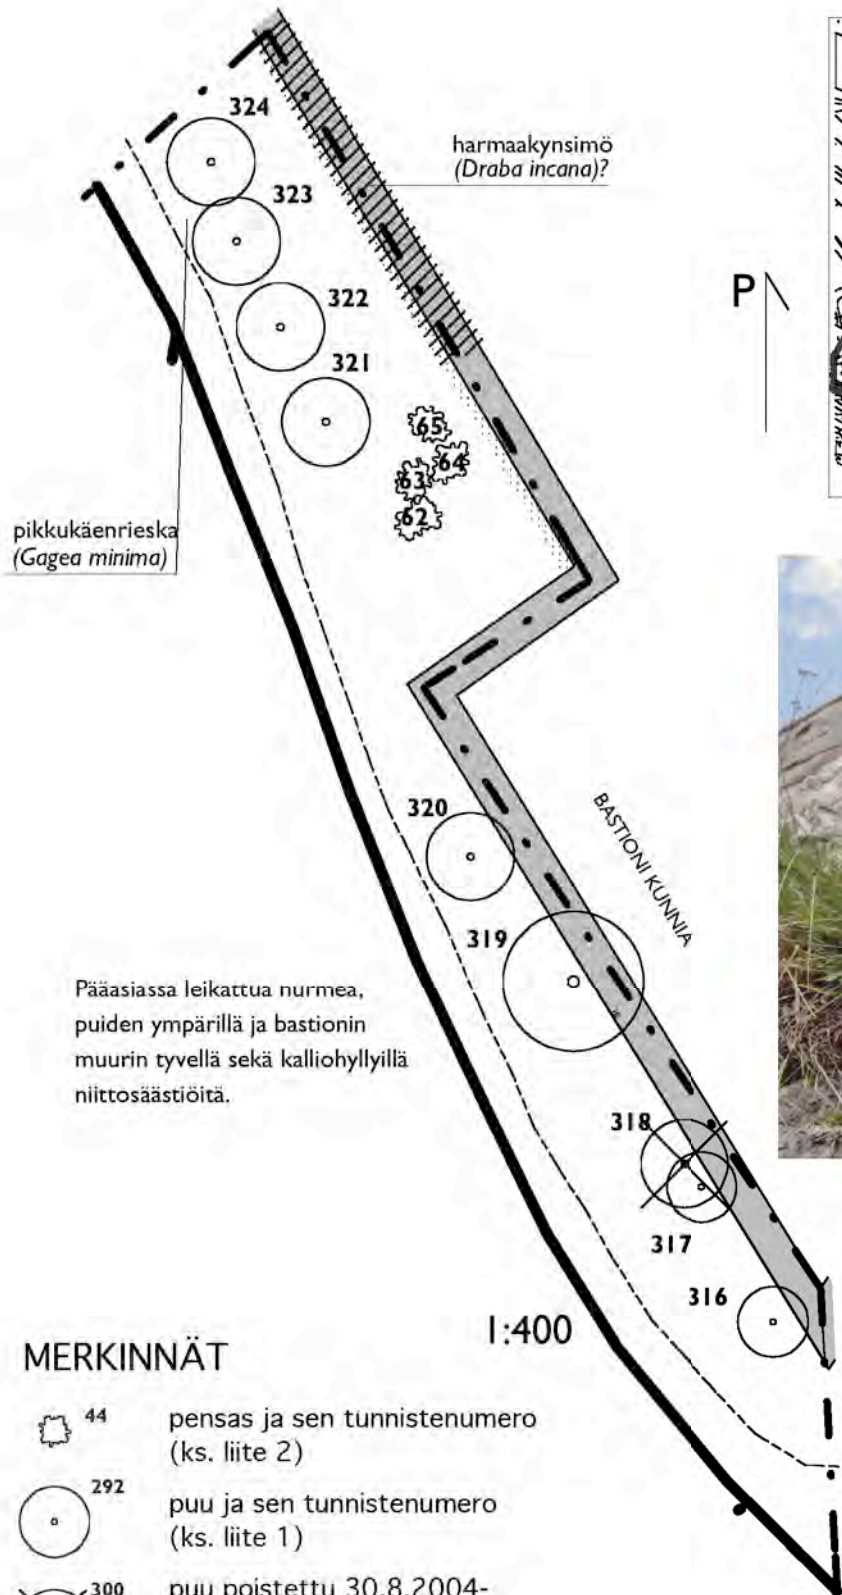 324
harmaakynsimö
(Draba incana)?
323
P
322
321
65
64
63
62
pikkukäenrieska
(Gagea minima)
320
BASTIONI KUNNIA
319
Pääasiassa leikattua nurmea,
puiden ympärillä ja bastionin
muurin tyvellä sekä kalliohyllyillä
niittosäästiöitä.
318
317
316
1:400
MERKINNÄT
44 pensas ja sen tunnistenumero
(ks. liite 2)
292 puu ja sen tunnistenumero
(ks. liite 1)
300 puu poistettu 30.8.2004-